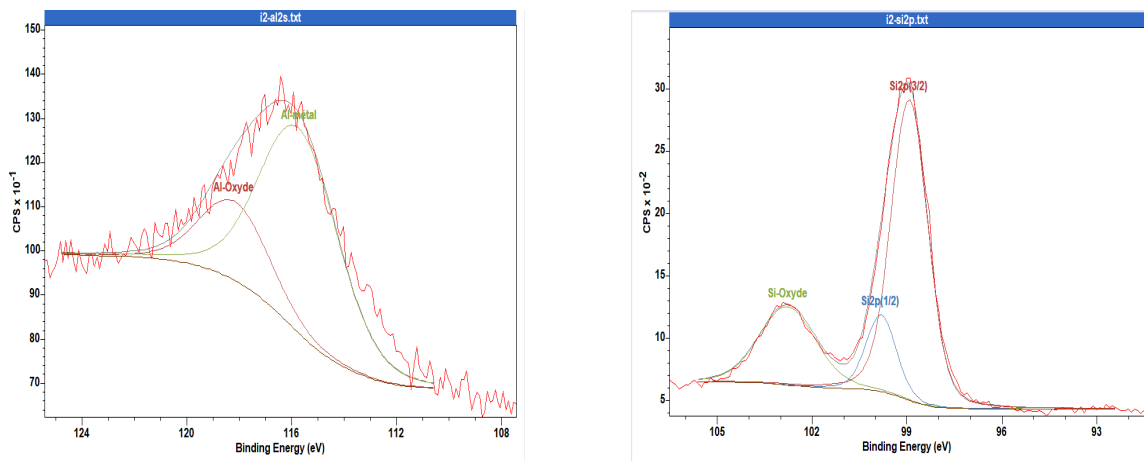 i2-al2s.txt
150
140
130
120
110
100
90
80
70
CPS x 10⁻¹
Al-metal
Al-Oxyde
124
120
116
112
108
Binding Energy (eV)
i2-si2p.txt
30
25
20
15
10
5
CPS x 10⁻²
Si2p(3/2)
Si-Oxyde
Si2p(1/2)
105
102
99
96
93
Binding Energy (eV)